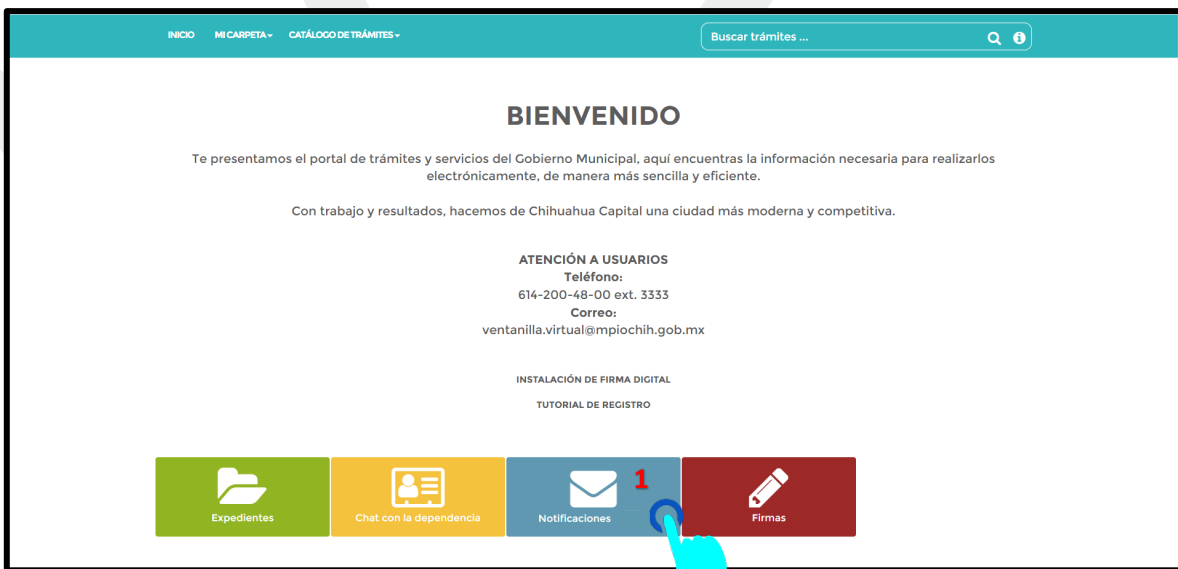 INICIO MI CARPETA CATÁLOGO DE TRÁMITES Buscar trámites ...
BIENVENIDO
Te presentamos el portal de trámites y servicios del Gobierno Municipal, aquí encuentras la información necesaria para realizarlos
electrónicamente, de manera más sencilla y eficiente.
Con trabajo y resultados, hacemos de Chihuahua Capital una ciudad más moderna y competitiva.
ATENCIÓN A USUARIOS
Teléfono:
614-200-48-00 ext. 3333
Correo:
ventanilla.virtual@mpiochih.gob.mx
INSTALACIÓN DE FIRMA DIGITAL
TUTORIAL DE REGISTRO
1
Expedientes Chat con la dependencia Notificaciones Firmas